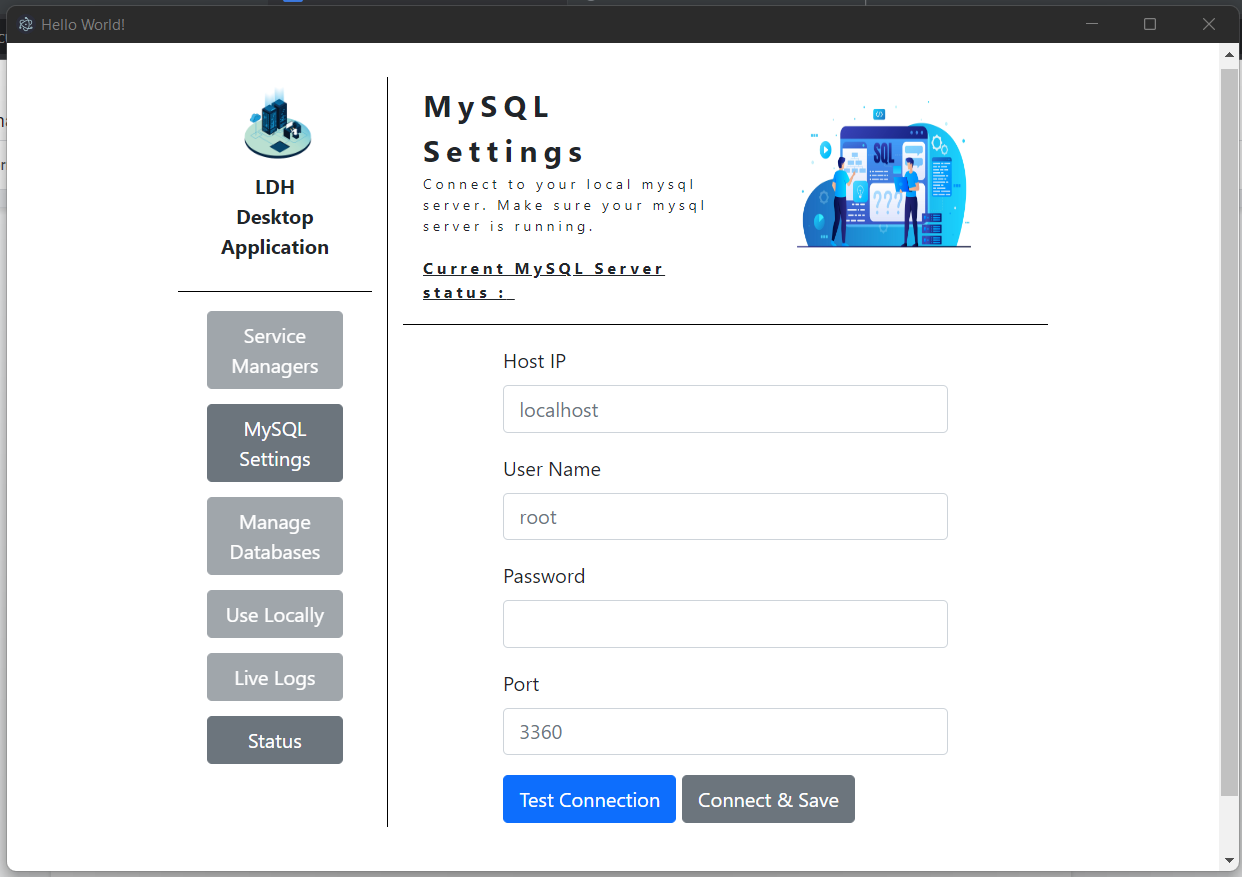 Hello World!
LDH
Desktop
Application
Service
Managers
MySQL
Settings
Manage
Databases
Use Locally
Live Logs
Status
MySQL
Settings
Connect to your local mysql
server. Make sure your mysql
server is running.
Current MySQL Server
status :
SQL
???
Host IP
localhost
User Name
root
Password
Port
3360
Test Connection
Connect & Save